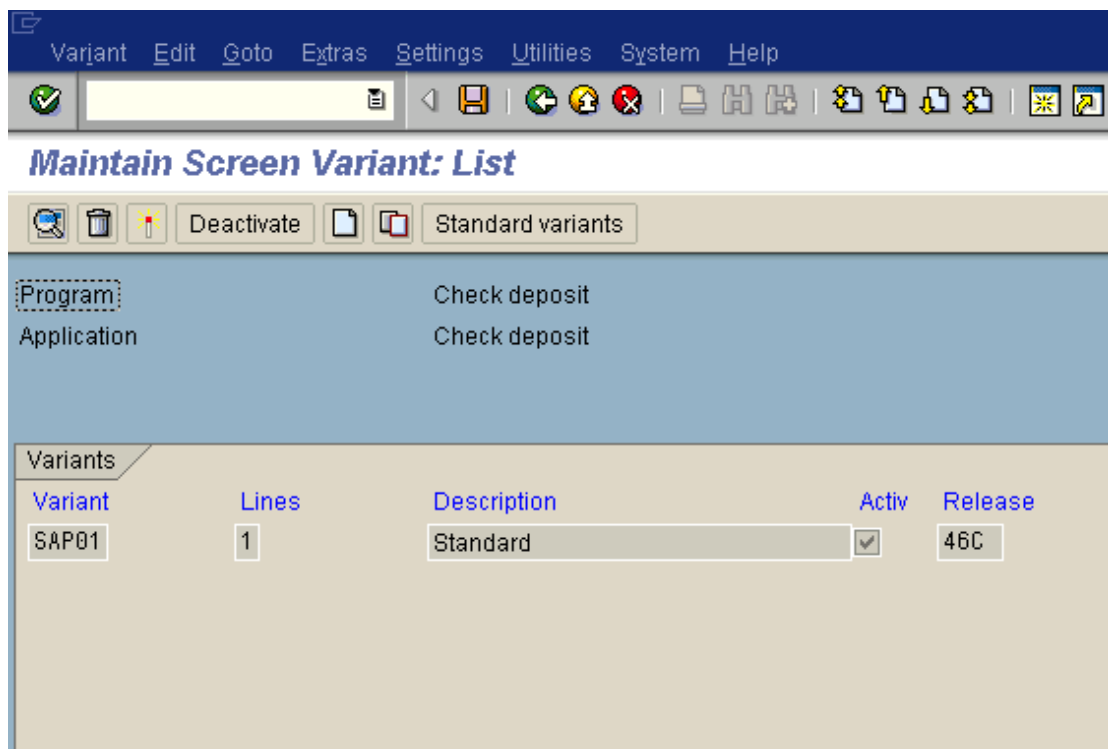 Variant Edit Goto Extras Settings Utilities System Help
Maintain Screen Variant: List
Deactivate Standard variants
Program Check deposit
Application Check deposit
Variants
Variant Lines Description Activ Release
SAP01 1 Standard 46C